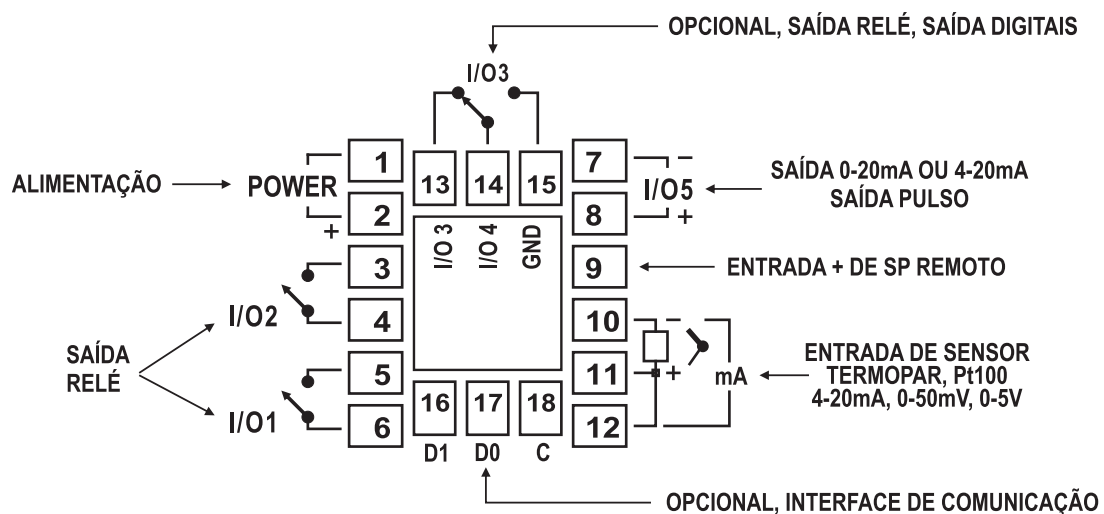 OPCIONAL, SAÍDA RELÉ, SAÍDA DIGITAIS
I/O3
1
13
14
15
7
−
ALIMENTAÇÃO
POWER
I/O5
SAÍDA 0-20mA OU 4-20mA
SAÍDA PULSO
2
+
8
+
I/O3
I/O4
GND
3
9
ENTRADA + DE SP REMOTO
I/O2
4
10
−
SAÍDA
RELÉ
5
11
+
mA
ENTRADA DE SENSOR
TERMOPAR, Pt100
4-20mA, 0-50mV, 0-5V
I/O1
6
16
17
18
12
D1
D0
C
OPCIONAL, INTERFACE DE COMUNICAÇÃO